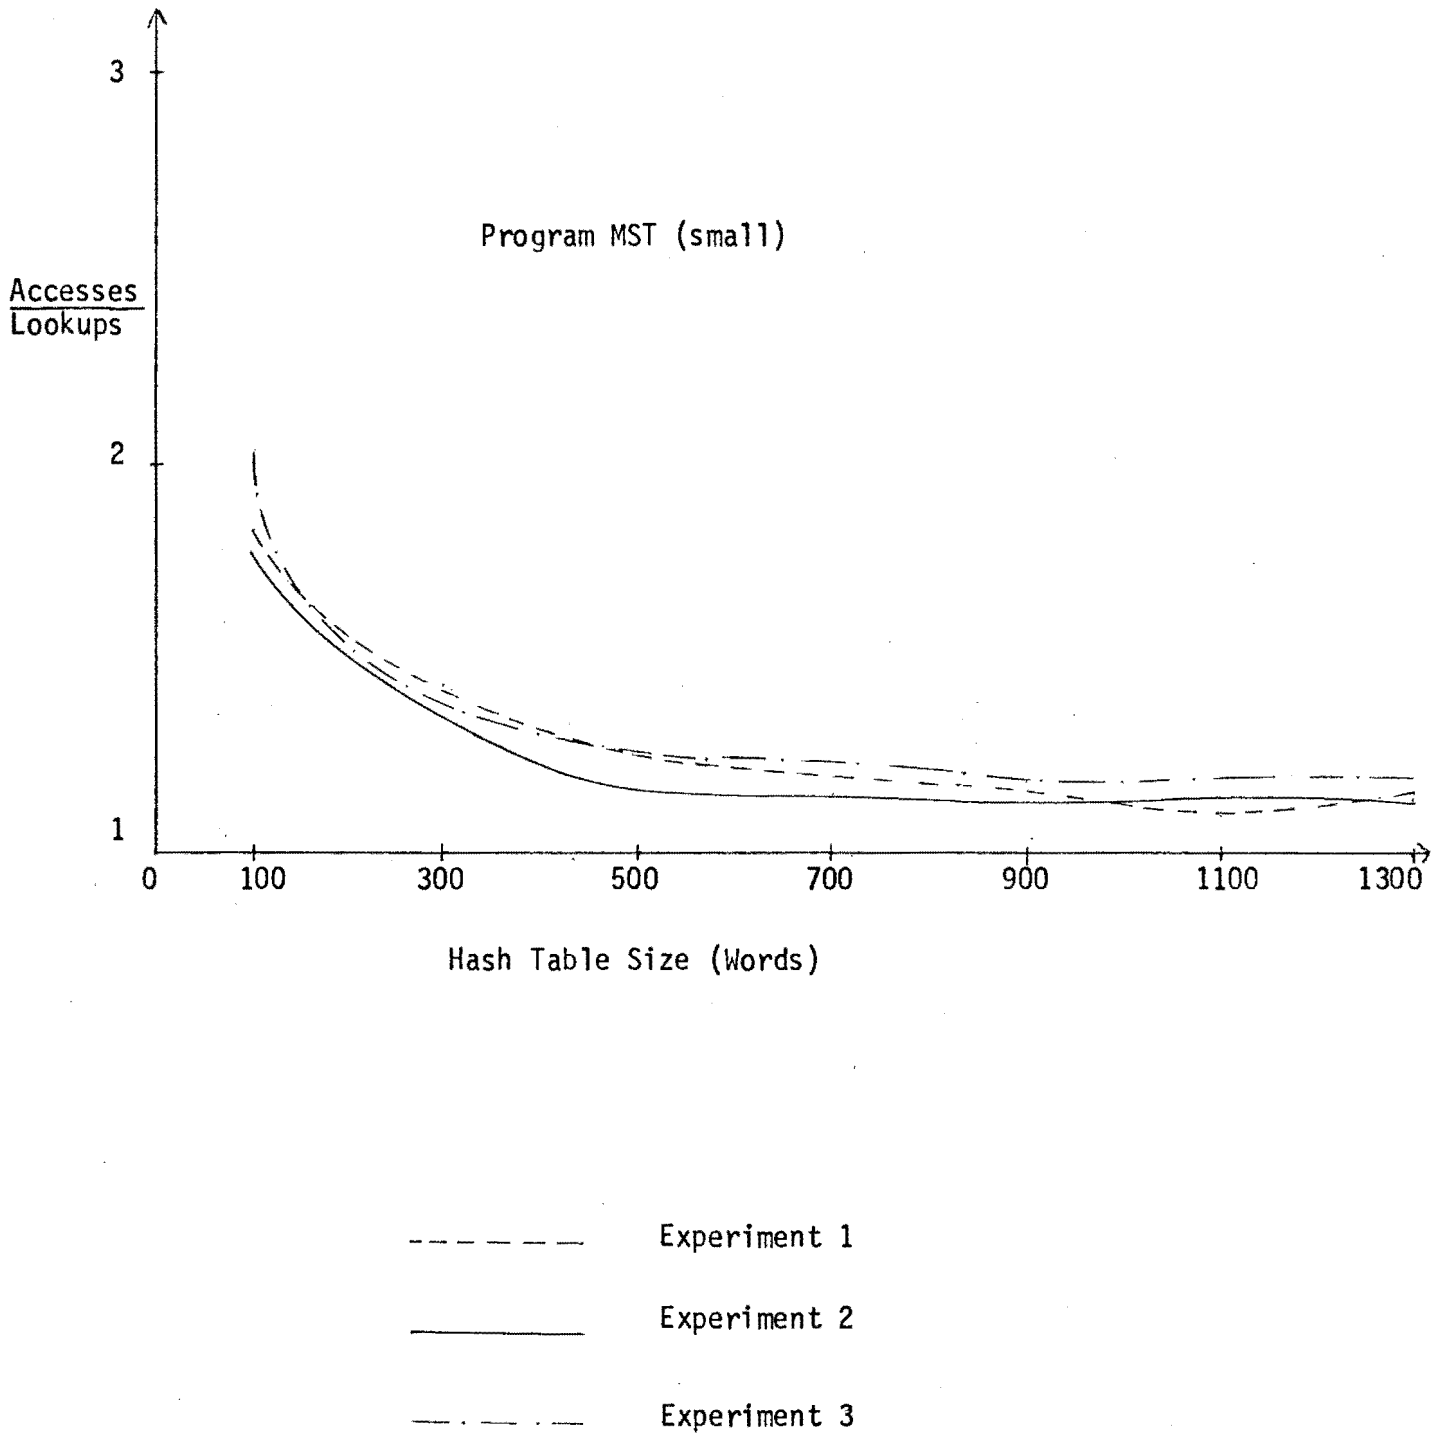 3
Program MST (small)
Accesses
Lookups
2
1
0 100 300 500 700 900 1100 1300
Hash Table Size (Words)
Experiment 1
Experiment 2
Experiment 3